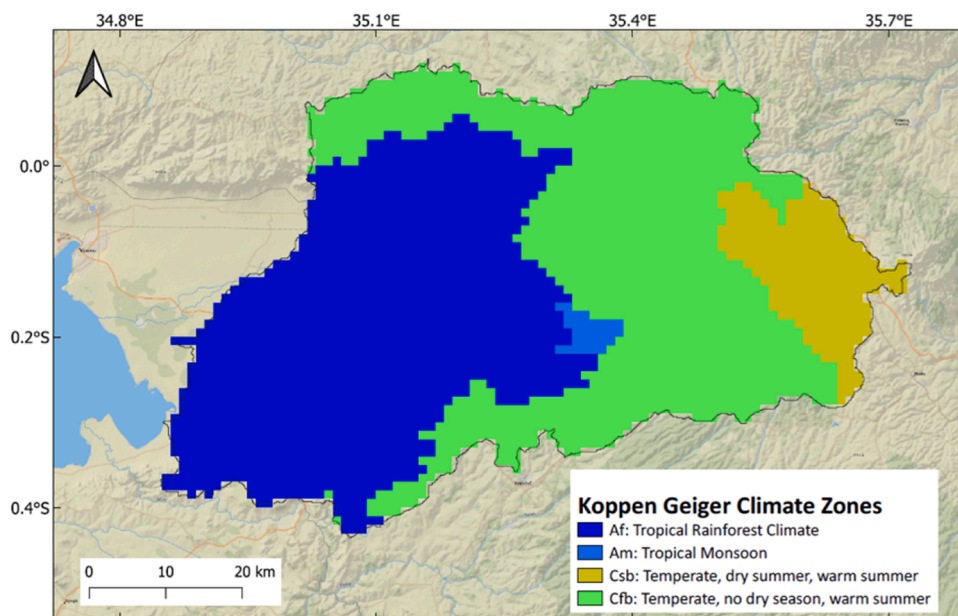 34.8°E 35.1°E 35.4°E 35.7°E
0.0°
0.2°S
0.4°S
0 10 20 km
Koppen Geiger Climate Zones
Af: Tropical Rainforest Climate
Am: Tropical Monsoon
Csb: Temperate, dry summer, warm summer
Cfb: Temperate, no dry season, warm summer